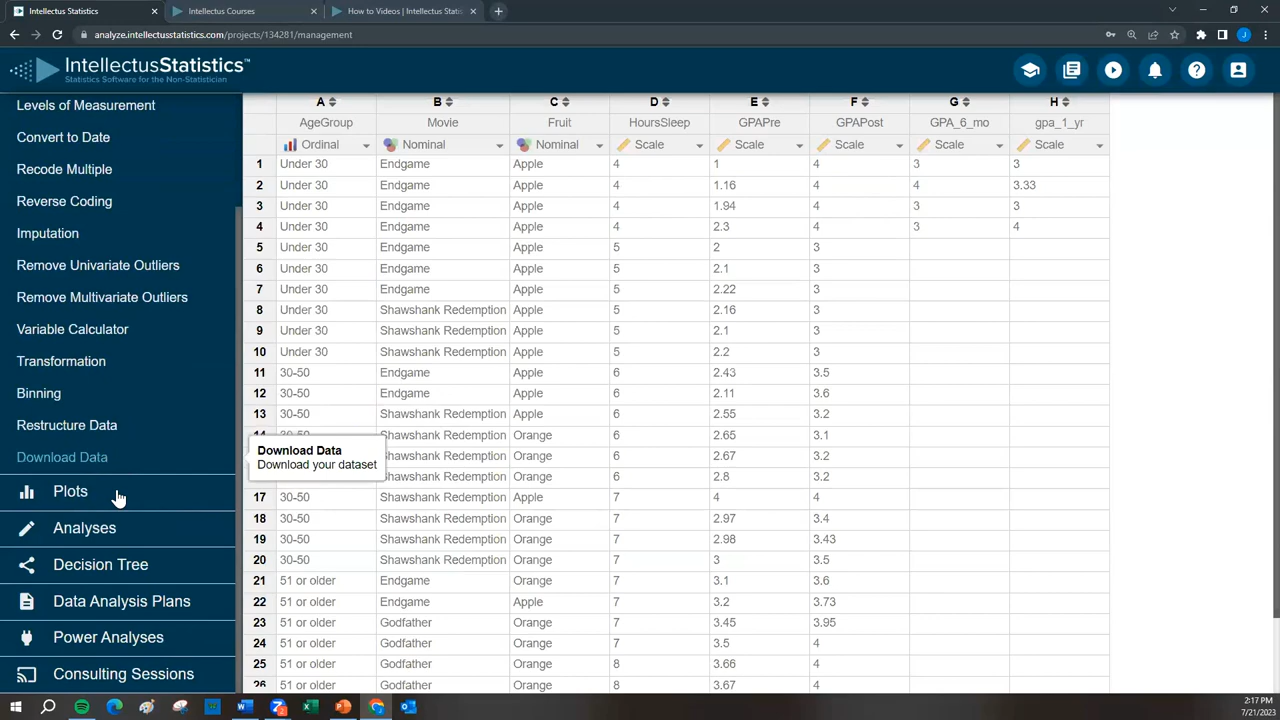 Intellectus Statistics
Intellectus Courses
How to Videos | Intellectus Stati
analyze.intellectusstatistics.com/projects/134281/management
J
IntellectusStatistics™
Statistics Software for the Non-Statistician
Levels of Measurement
Convert to Date
Recode Multiple
Reverse Coding
Imputation
Remove Univariate Outliers
Remove Multivariate Outliers
Variable Calculator
Transformation
Binning
Restructure Data
Download Data
Plots
Analyses
Decision Tree
Data Analysis Plans
Power Analyses
Consulting Sessions
Download Data
Download your dataset
A B C D E F G H
AgeGroup Movie Fruit HoursSleep GPAPre GPAPost GPA_6_mo gpa_1_yr
Ordinal Nominal Nominal Scale Scale Scale Scale Scale
1 Under 30 Endgame Apple 4 1 4 3 3
2 Under 30 Endgame Apple 4 1.16 4 4 3.33
3 Under 30 Endgame Apple 4 1.94 4 3 3
4 Under 30 Endgame Apple 4 2.3 4 3 4
5 Under 30 Endgame Apple 5 2 3
6 Under 30 Endgame Apple 5 2.1 3
7 Under 30 Endgame Apple 5 2.22 3
8 Under 30 Shawshank Redemption Apple 5 2.16 3
9 Under 30 Shawshank Redemption Apple 5 2.1 3
10 Under 30 Shawshank Redemption Apple 5 2.2 3
11 30-50 Endgame Apple 6 2.43 3.5
12 30-50 Endgame Apple 6 2.11 3.6
13 30-50 Shawshank Redemption Apple 6 2.55 3.2
14 30-50 Shawshank Redemption Orange 6 2.65 3.1
Shawshank Redemption Orange 6 2.67 3.2
Shawshank Redemption Orange 6 2.8 3.2
17 30-50 Shawshank Redemption Orange 7 4 4
18 30-50 Shawshank Redemption Orange 7 2.97 3.4
19 30-50 Shawshank Redemption Orange 7 2.98 3.43
20 30-50 Shawshank Redemption Orange 7 3 3.5
21 51 or older Endgame Orange 7 3.1 3.6
22 51 or older Endgame Apple 7 3.2 3.73
23 51 or older Godfather Orange 7 3.45 3.95
24 51 or older Godfather Orange 7 3.5 4
25 51 or older Godfather Orange 8 3.66 4
26 51 or older Godfather Orange 8 3.67 4
2:17 PM
7/21/2023